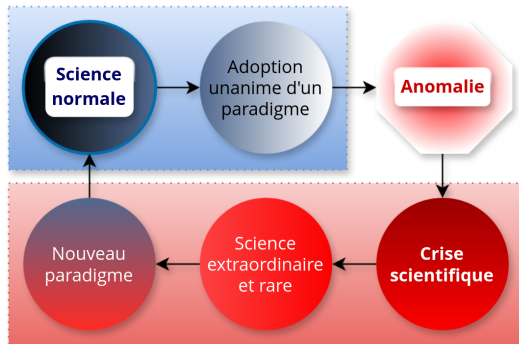 Science
normale
Adoption
unanime d'un
paradigme
Anomalie
Nouveau
paradigme
Science
extraordinaire
et rare
Crise
scientifique